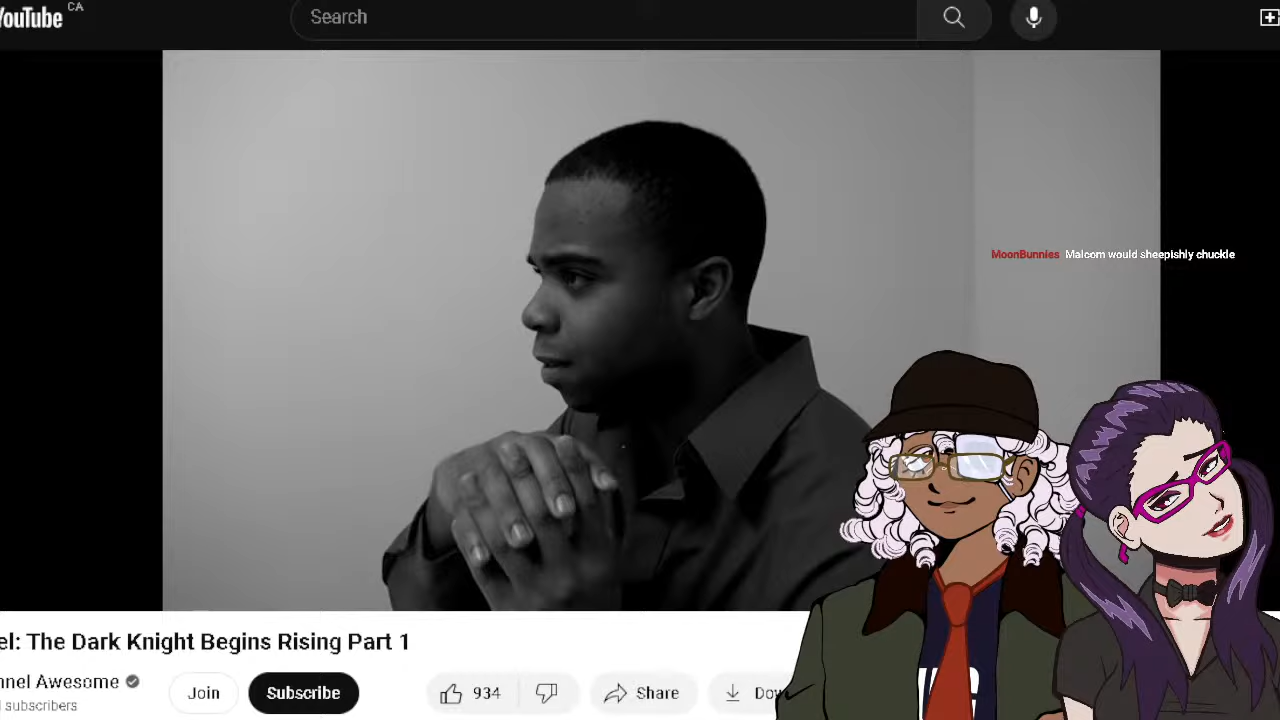 YouTube CA
Search
MoonBunnies Malcom would sheepishly chuckle
el: The Dark Knight Begins Rising Part 1
nnel Awesome
Join
Subscribe
934
Share
Dow
subscribers